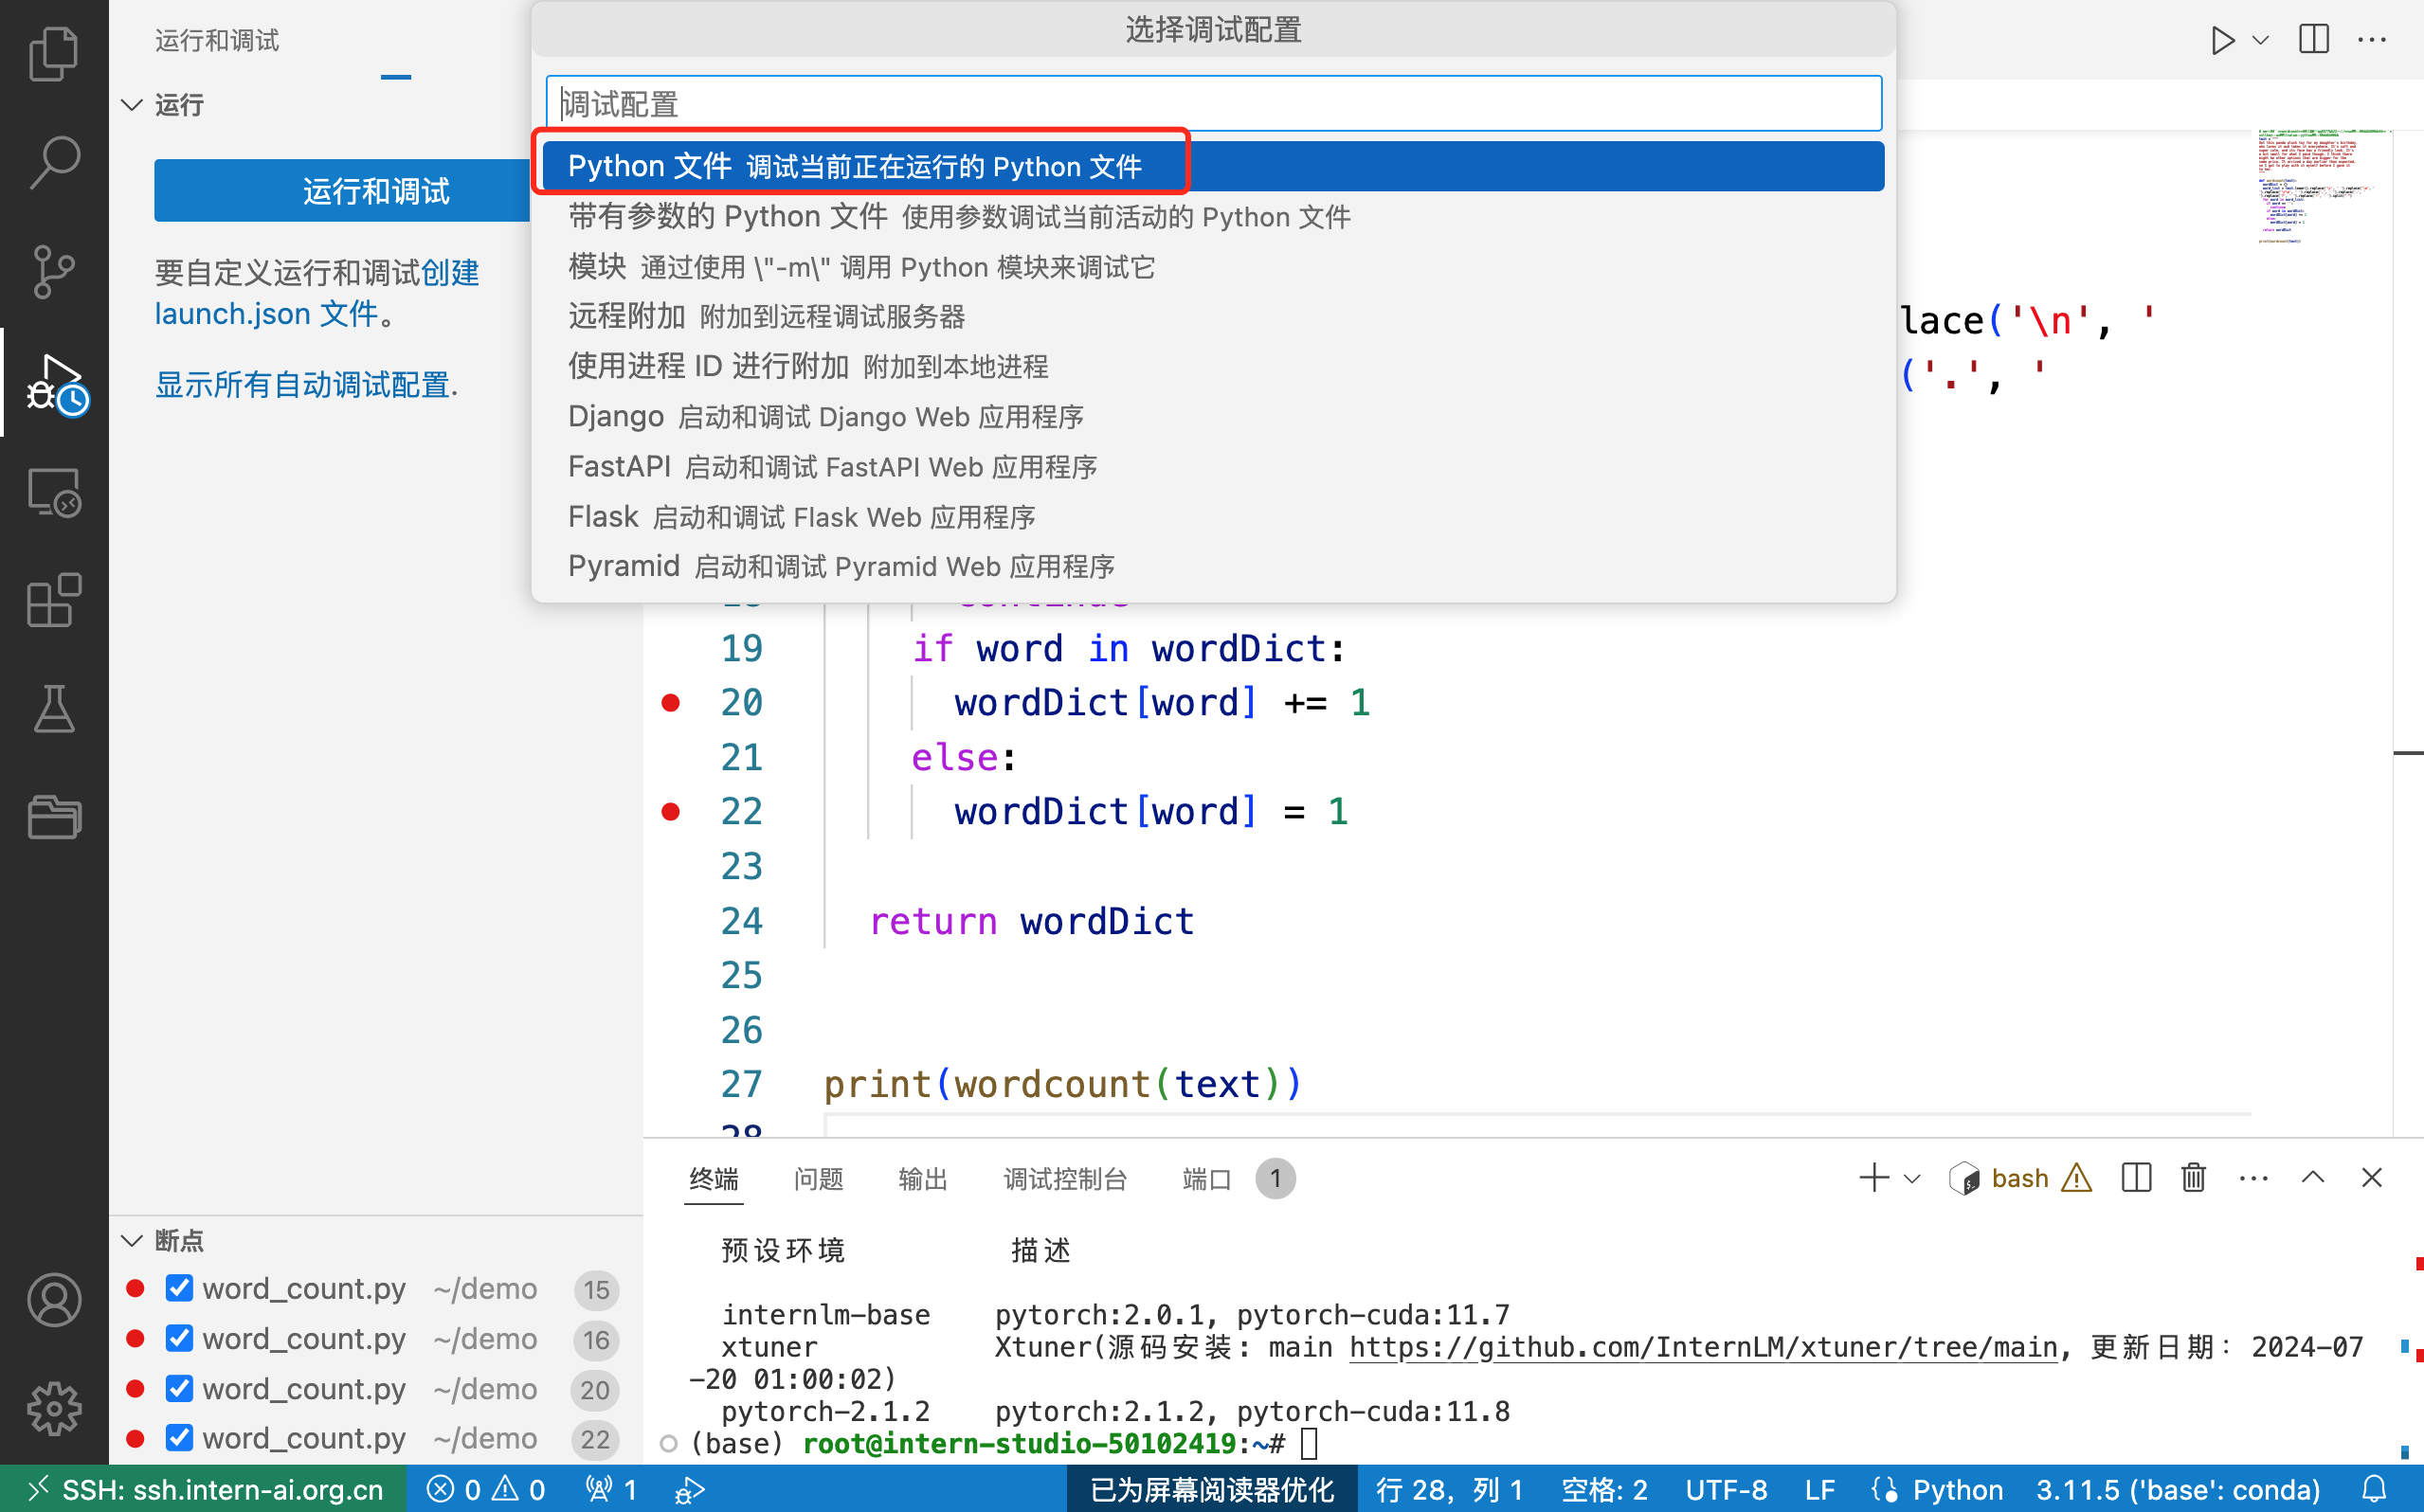 运行和调试
选择调试配置
运行
调试配置
运行和调试
Python 文件 调试当前正在运行的 Python 文件
带有参数的 Python 文件 使用参数调试当前活动的 Python 文件
模块 通过使用 \"-m\" 调用 Python 模块来调试它
远程附加 附加到远程调试服务器
使用进程 ID 进行附加 附加到本地进程
Django 启动和调试 Django Web 应用程序
FastAPI 启动和调试 FastAPI Web 应用程序
Flask 启动和调试 Flask Web 应用程序
Pyramid 启动和调试 Pyramid Web 应用程序
要自定义运行和调试创建
launch.json 文件。
显示所有自动调试配置.
lace('\n', '
('.', '
19 if word in wordDict:
20 wordDict[word] += 1
21 else:
22 wordDict[word] = 1
23
24 return wordDict
25
26
27 print(wordcount(text))
28
终端 问题 输出 调试控制台 端口 1 bash
预设环境 描述
internlm-base pytorch:2.0.1, pytorch-cuda:11.7
xtuner Xtuner(源码安装: main https://github.com/InternLM/xtuner/tree/main, 更新日期: 2024-07
-20 01:00:02)
pytorch-2.1.2 pytorch:2.1.2, pytorch-cuda:11.8
(base) root@intern-studio-50102419:~#
断点
word_count.py ~/demo 15
word_count.py ~/demo 16
word_count.py ~/demo 20
word_count.py ~/demo 22
SSH: ssh.intern-ai.org.cn 0 0 1 已为屏幕阅读器优化 行 28, 列 1 空格: 2 UTF-8 LF Python 3.11.5 ('base': conda)